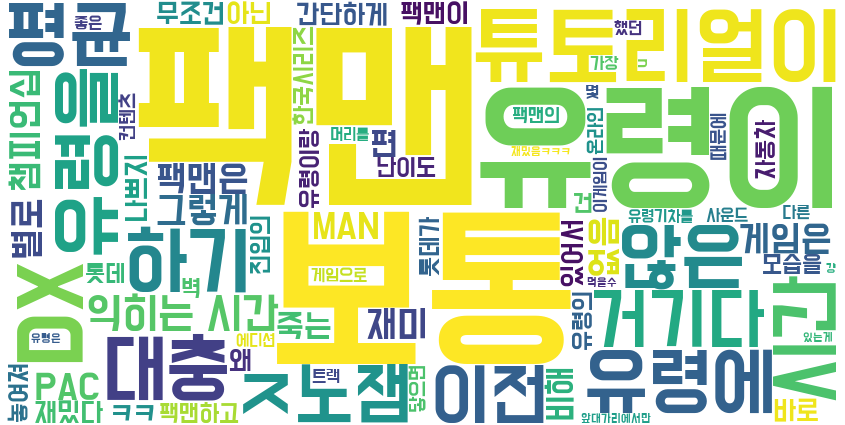 평균
좋은
무조건
아닌
간단하게
팩맨이
튜토리얼이
했던
가장
ㅁ
팩맨
한국시리즈
챔피언십
유령을
컨텐츠
머리를
편
단이도
유령이랑
유령이
팩맨의
몇
온라인
이게임이
재밌음ㅋㅋㅋ
때문에
자동차
나쁘지
팩맨은
그렇게
별로
하기
진입의
MAN
게임으로
롯데가
보통
있어서
건
없음
먹을수
유령기차를
사운드
다른
않은
게임은
모습을
강
롯데
벽
DX
익히는 시간
죽는
재미
유령의
거기다
시간
유령은
대충
왜
에디션
있는게
놓여져
PAC
재밌다
ㅋㅋ
팩맨하고
ㅈ노잼
트랙
닮으면
이전
비해
유령에
앞대가리에서만
바로